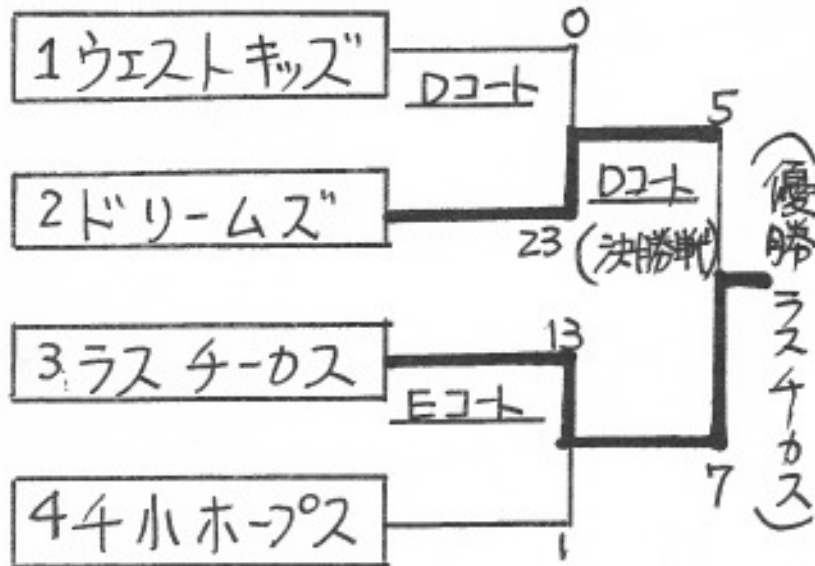 1 ウエストキッズ
0
Dコート
2 ドリームズ
23
5
Dコート
(決勝戦)
3 ラス チーカス
13
Eコート
4 千小ホープス
1
7
(優勝 ラスチカス)